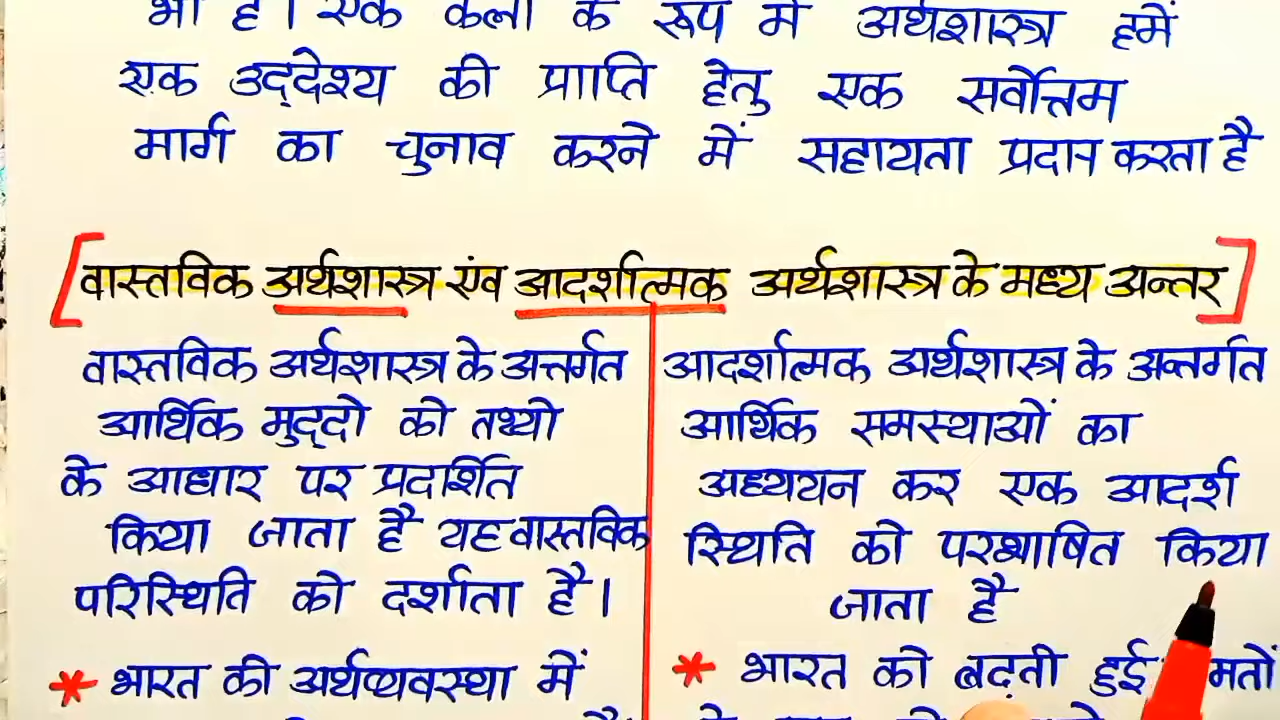 भी है। एक कला के रूप में अर्थशास्त्र हमें
एक उद्देश्य की प्राप्ति हेतु एक सर्वोत्तम
मार्ग का चुनाव करने में सहायता प्रदान करता है
[वास्तविक अर्थशास्त्र एंव आदर्शात्मक अर्थशास्त्र के मध्य अन्तर]
वास्तविक अर्थशास्त्र के अन्तर्गत
आर्थिक मुद्दो को तथ्यो
के आधार पर प्रदर्शित
किया जाता है यह वास्तविक
परिस्थिति को दर्शाता है।
* भारत की अर्थव्यवस्था में
आदर्शात्मक अर्थशास्त्र के अन्तर्गत
आर्थिक समस्याओं का
अध्ययन कर एक आदर्श
स्थिति को परिभाषित किया
जाता है
* भारत को बढ़ती हुई